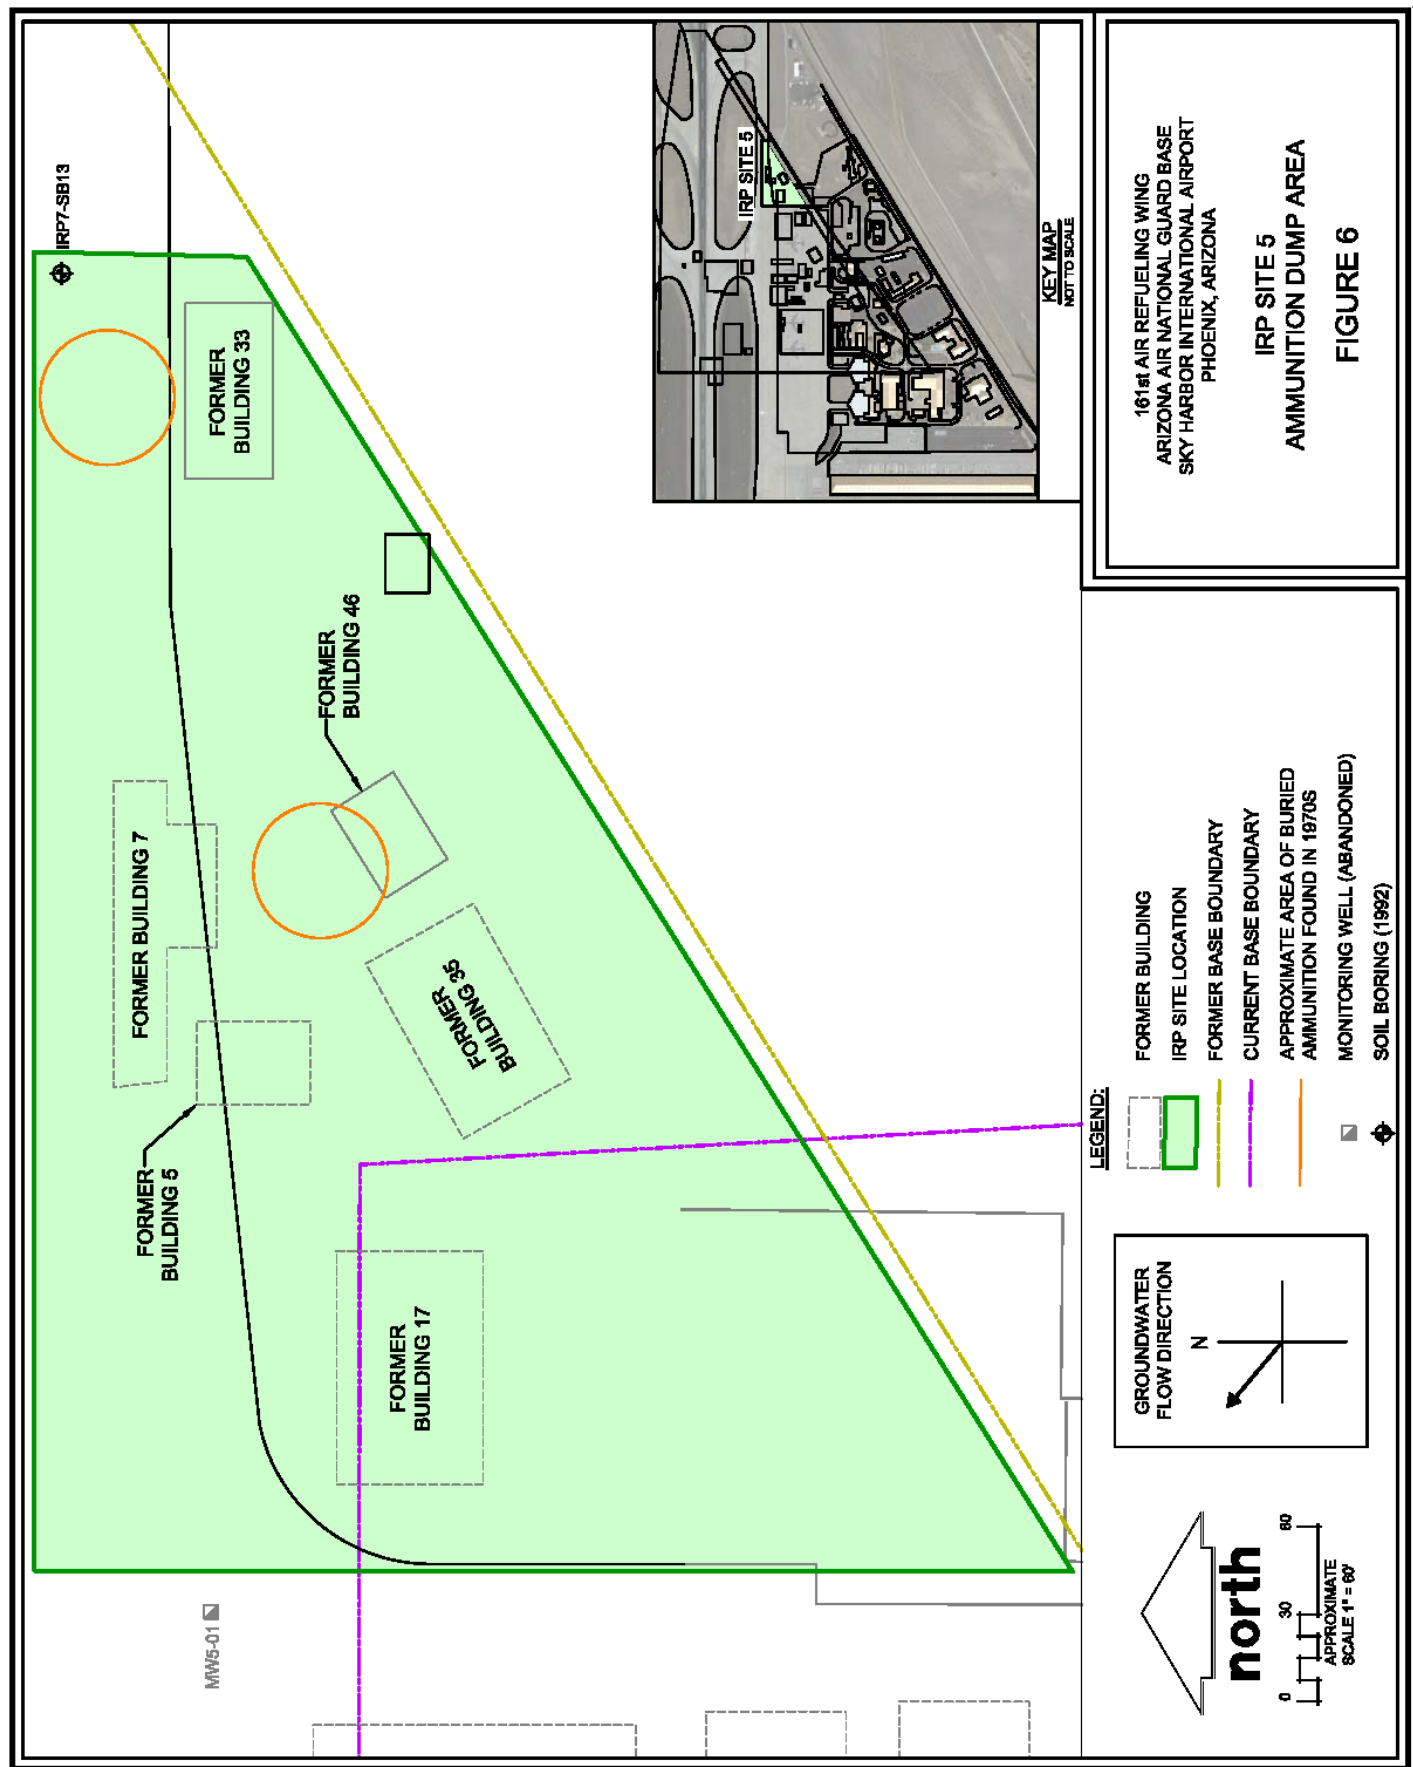 IRP7-SB13
FORMER
BUILDING 33
FORMER
BUILDING 46
FORMER BUILDING 7
FORMER
BUILDING 35
FORMER
BUILDING 5
FORMER
BUILDING 17
MW5-01
IRP SITE 5
KEY MAP
NOT TO SCALE
LEGEND:
FORMER BUILDING
IRP SITE LOCATION
FORMER BASE BOUNDARY
CURRENT BASE BOUNDARY
APPROXIMATE AREA OF BURIED
AMMUNITION FOUND IN 1970S
MONITORING WELL (ABANDONED)
SOIL BORING (1992)
GROUNDWATER
FLOW DIRECTION
N
north
0 30 60
APPROXIMATE
SCALE 1" = 60'
161st AIR REFUELING WING
ARIZONA AIR NATIONAL GUARD BASE
SKY HARBOR INTERNATIONAL AIRPORT
PHOENIX, ARIZONA
IRP SITE 5
AMMUNITION DUMP AREA
FIGURE 6